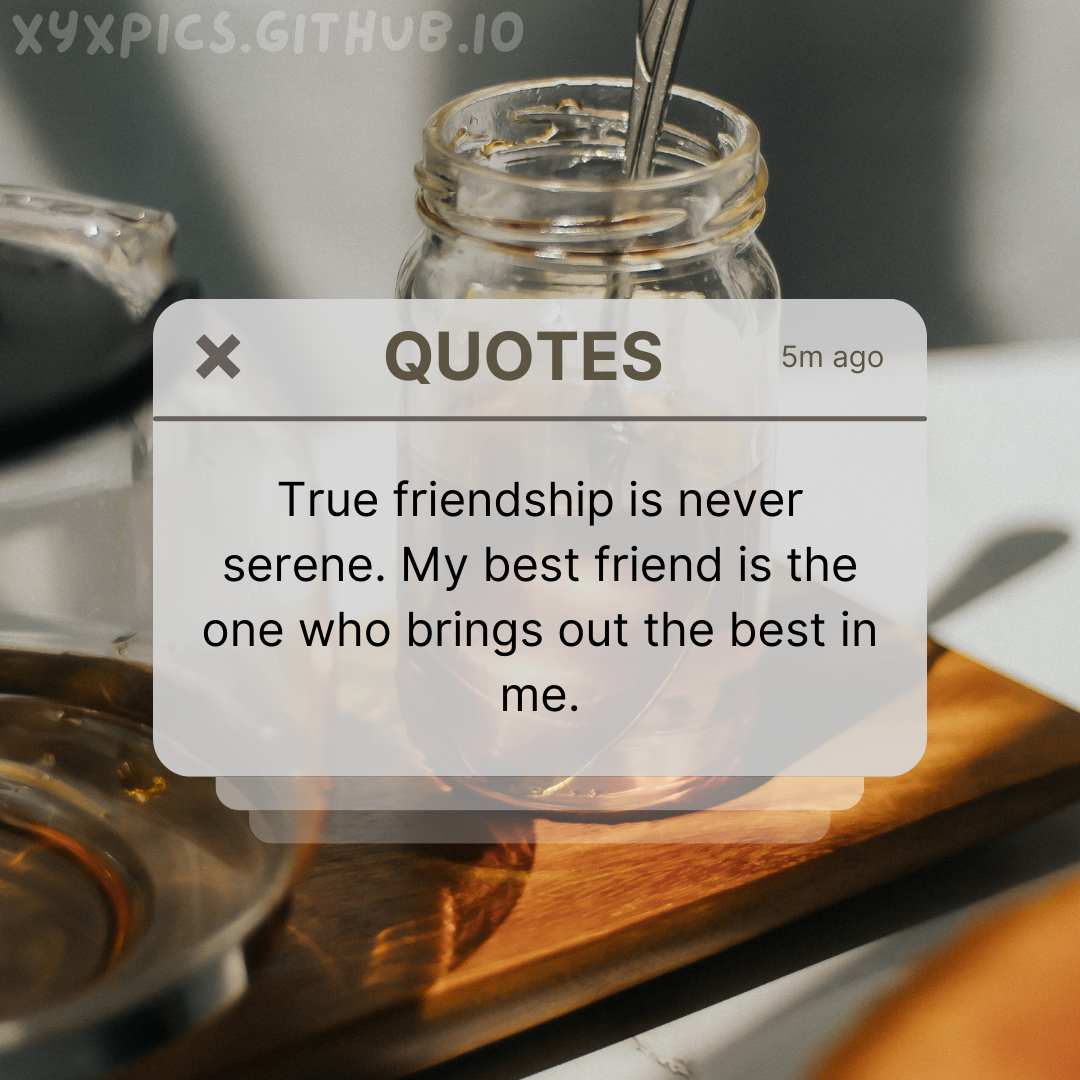 XYXPICS.GITHUB.IO
QUOTES
5m ago
True friendship is never
serene. My best friend is the
one who brings out the best in
me.